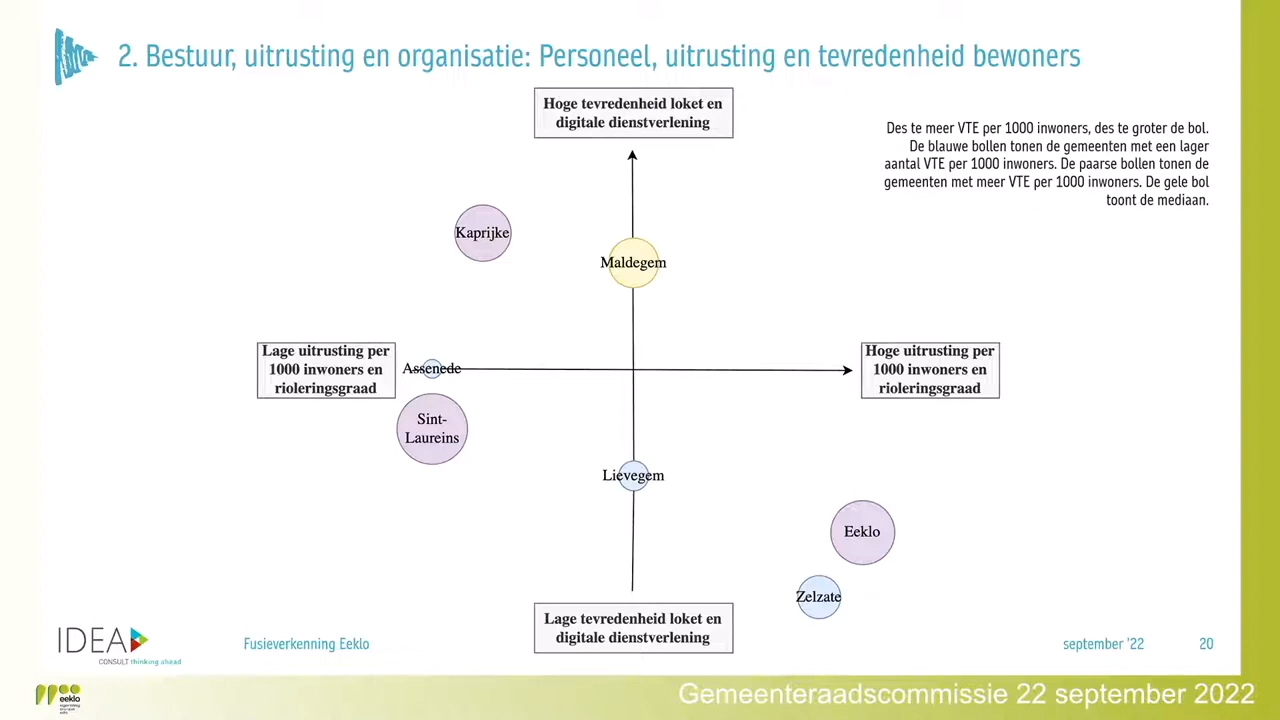 2. Bestuur, uitrusting en organisatie: Personeel, uitrusting en tevredenheid bewoners
Hoge tevredenheid loket en
digitale dienstverlening
Des te meer VTE per 1000 inwoners, des te groter de bol.
De blauwe bollen tonen de gemeenten met een lager
aantal VTE per 1000 inwoners. De paarse bollen tonen de
gemeenten met meer VTE per 1000 inwoners. De gele bol
toont de mediaan.
Kaprijke
Maldegem
Lage uitrusting per
1000 inwoners en
rioleringsgraad
Assenede
Hoge uitrusting per
1000 inwoners en
rioleringsgraad
Sint-
Laureins
Lievegem
Eeklo
Zelzate
Lage tevredenheid loket en
digitale dienstverlening
IDEA
CONSULT thinking ahead
Fusieverkenning Eeklo
september '22
20
eeklo
Gemeenteraadscommissie 22 september 2022